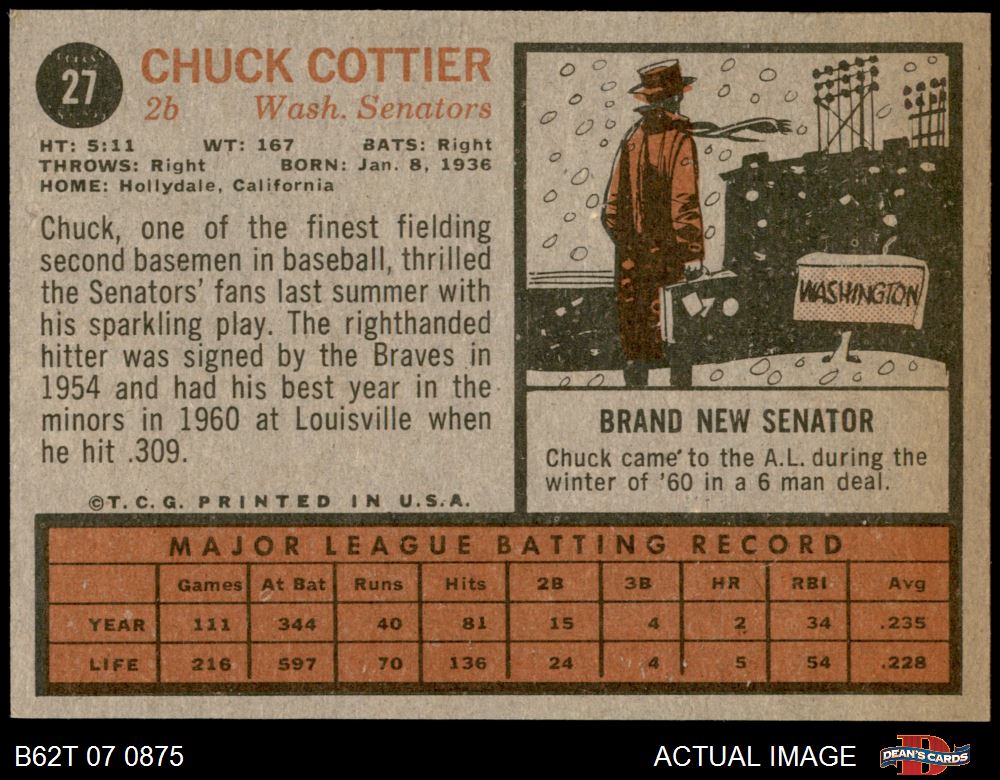 27
CHUCK COTTIER
2b Wash. Senators
HT: 5:11 WT: 167 BATS: Right
THROWS: Right BORN: Jan. 8, 1936
HOME: Hollydale, California
Chuck, one of the finest fielding
second basemen in baseball, thrilled
the Senators' fans last summer with
his sparkling play. The righthanded
hitter was signed by the Braves in
1954 and had his best year in the
minors in 1960 at Louisville when
he hit .309.
©T.C.G. PRINTED IN U.S.A.
WASHINGTON
BRAND NEW SENATOR
Chuck came to the A.L. during the
winter of '60 in a 6 man deal.
MAJOR LEAGUE BATTING RECORD
Games At Bat Runs Hits 2B 3B HR RBI Avg
YEAR 111 344 40 81 15 4 2 34 .235
LIFE 216 597 70 136 24 4 5 54 .228
B62T 07 0875
ACTUAL IMAGE
DEAN'S CARDS